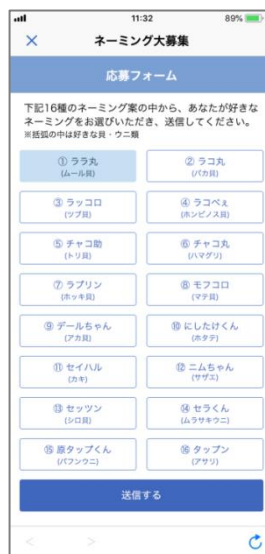 11:32
89%
ネーミング大募集
応募フォーム
下記16種のネーミング案の中から、あなたが好きな
ネーミングをお選びいただき、送信してください。
※括弧の中は好きな貝・ウニ類
① ララ丸
(ムール貝)
② ラコ丸
(バカ貝)
③ ラッコロ
(ツブ貝)
④ ラコペぇ
(ホンビノス貝)
⑤ チャコ助
(トリ貝)
⑥ チャコ丸
(ハマグリ)
⑦ ラプリン
(ホッキ貝)
⑧ モフコロ
(マテ貝)
⑨ デールちゃん
(アカ貝)
⑩ にしたけくん
(ホタテ)
⑪ セイハル
(カキ)
⑫ ニムちゃん
(サザエ)
⑬ セッツン
(シロ貝)
⑭ セラくん
(ムラサキウニ)
⑮ 原タップくん
(バフンウニ)
⑯ タップン
(アサリ)
送信する